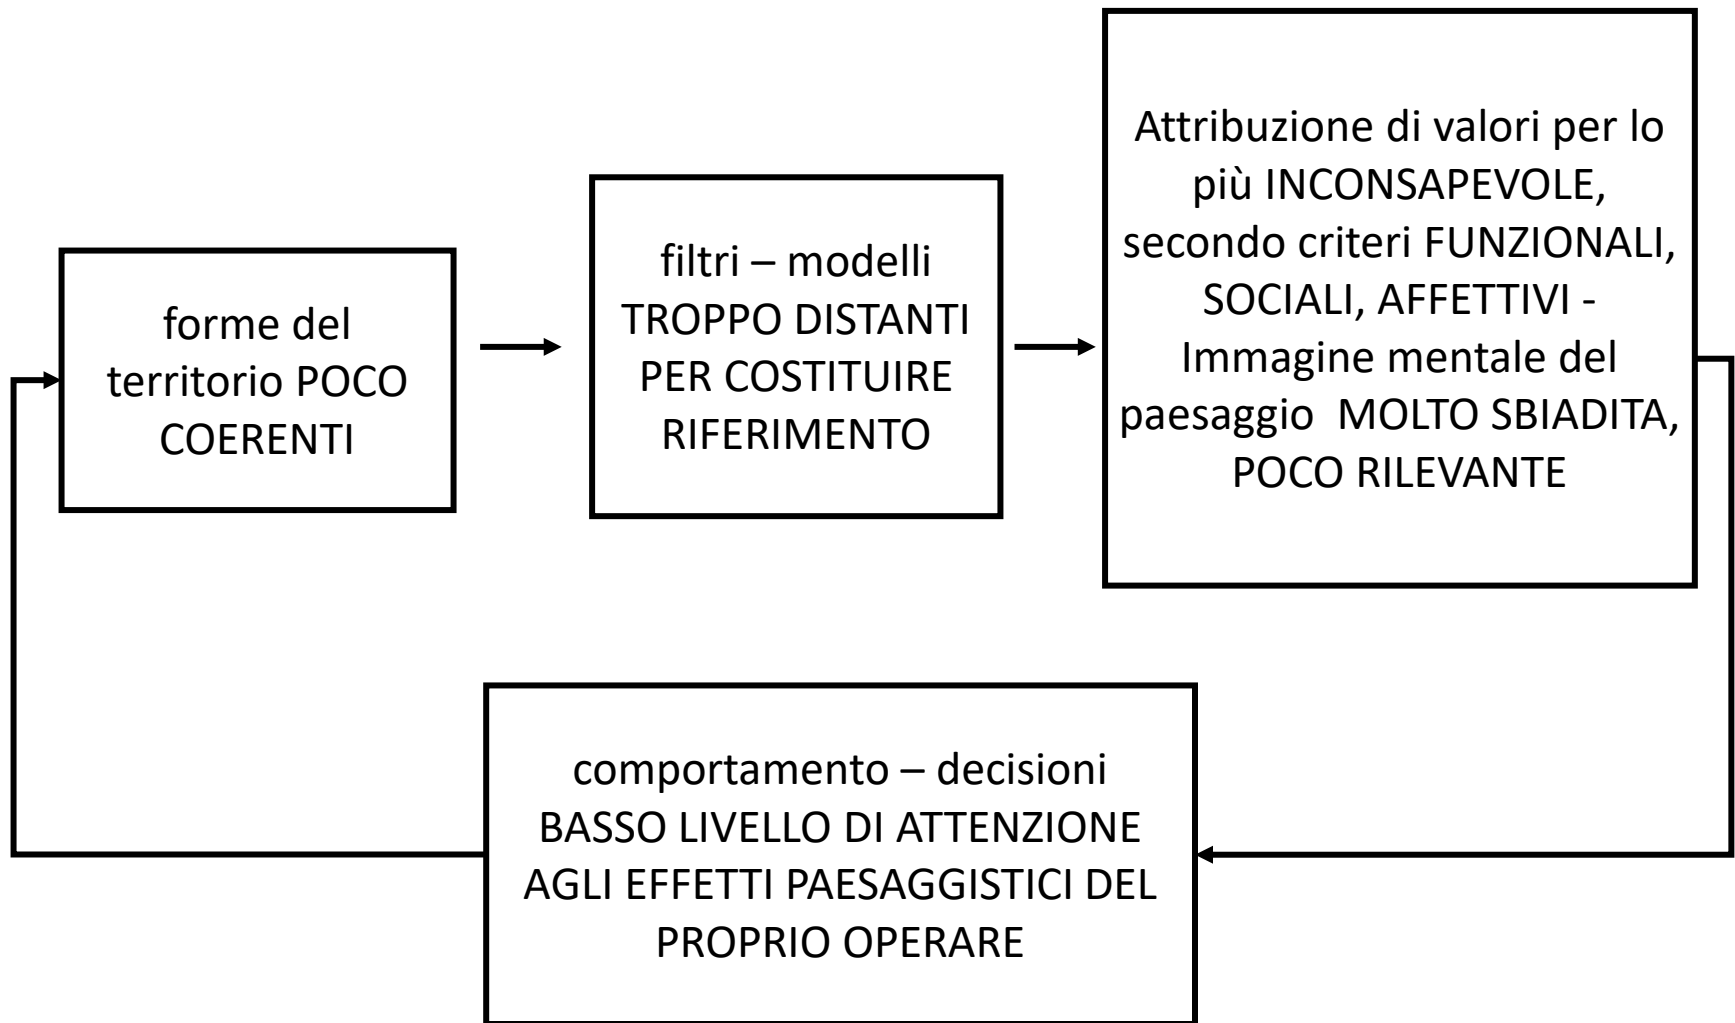 forme del
territorio POCO
COERENTI
filtri – modelli
TROPPO DISTANTI
PER COSTITUIRE
RIFERIMENTO
Attribuzione di valori per lo
più INCONSAPEVOLE,
secondo criteri FUNZIONALI,
SOCIALI, AFFETTIVI -
Immagine mentale del
paesaggio  MOLTO SBIADITA,
POCO RILEVANTE
comportamento – decisioni
BASSO LIVELLO DI ATTENZIONE
AGLI EFFETTI PAESAGGISTICI DEL
PROPRIO OPERARE